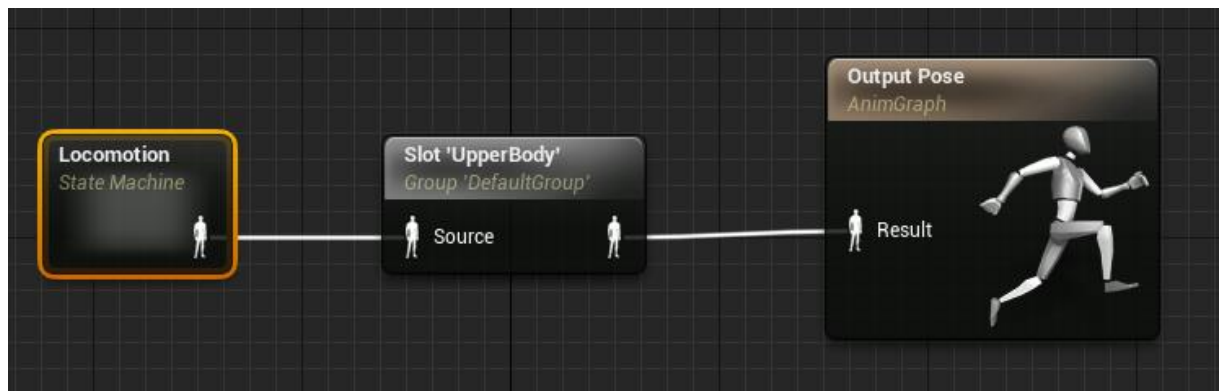 Locomotion
State Machine
Slot 'UpperBody'
Group 'DefaultGroup'
Source
Output Pose
AnimGraph
Result